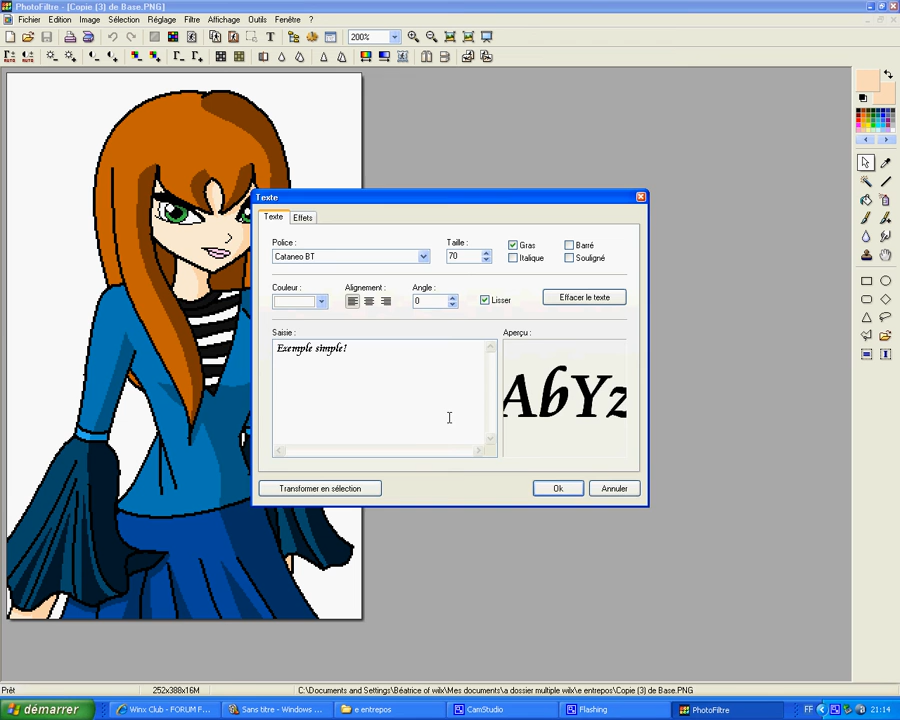 PhotoFiltre - [Copie (3) de Base.PNG]
Fichier Edition Image Sélection Réglage Filtre Affichage Outils Fenêtre ?
200%
Texte
Texte Effets
Police : Taille :
Cataneo BT 70
Gras Barré
Italique Souligné
Couleur : Alignement : Angle :
0 Lisser Effacer le texte
Saisie : Aperçu :
Exemple simple!
AbYz
Transformer en sélection Ok Annuler
Prêt 252x388x16M C:\Documents and Settings\Béatrice of wilx\Mes documents\a dossier multiple wilx\e entrepos\Copie (3) de Base.PNG
démarrer Winx Club - FORUM F... Sans titre - Windows ... e entrepos CamStudio Flashing PhotoFiltre FF 21:14